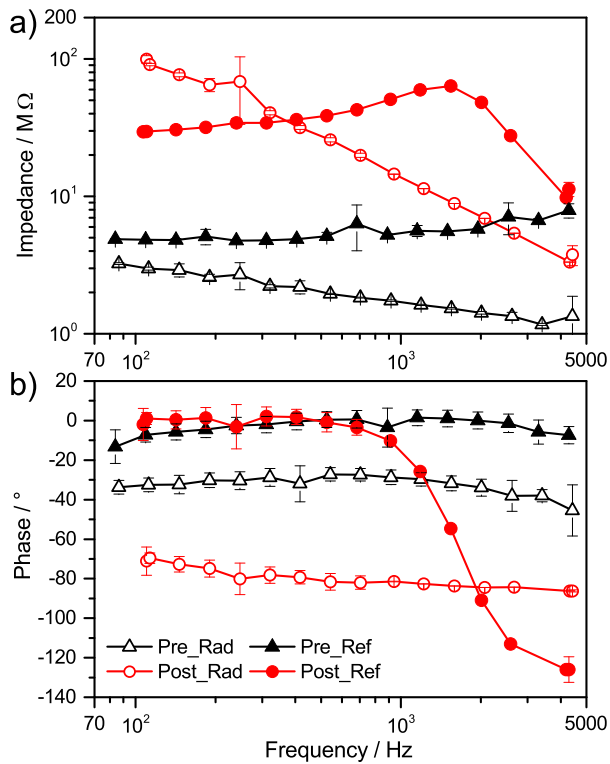 a)
200
10²
10¹
10⁰
Impedance / M Ω
70
10²
10³
5000
b)
20
0
-20
-40
-60
-80
-100
-120
-140
Phase / °
Pre_Rad
Pre_Ref
Post_Rad
Post_Ref
70
10²
10³
5000
Frequency / Hz